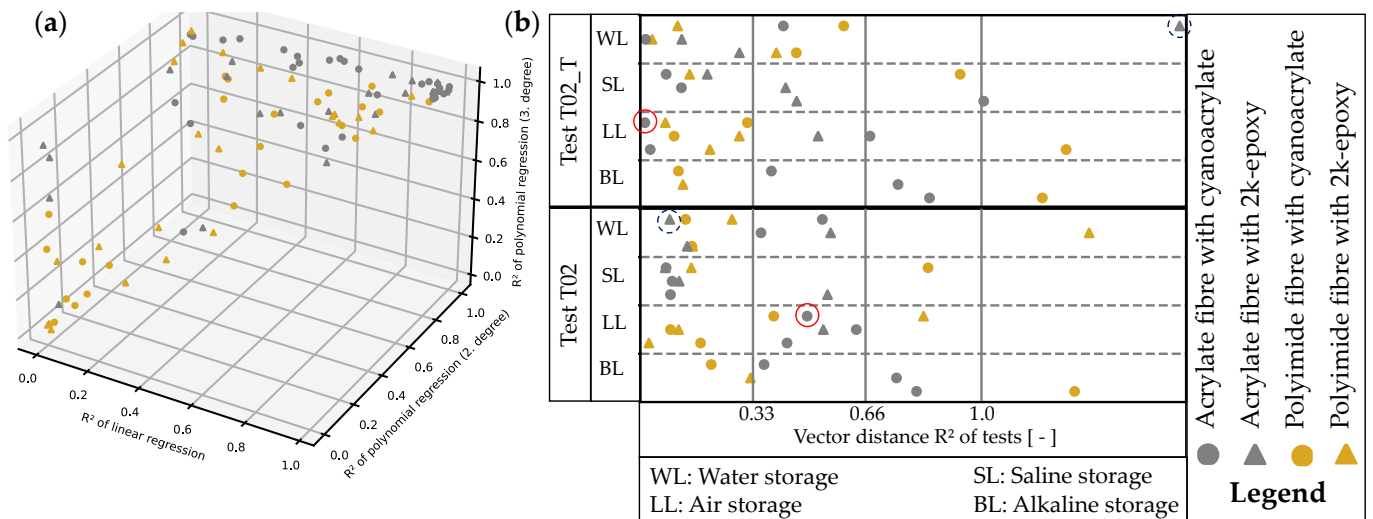 (a)
1.0
0.8
0.6
0.4
0.2
0.0
R² of polynomial regression (3. degree)
1.0
0.8
0.6
0.4
0.2
0.0
R² of polynomial regression (2. degree)
0.0
0.2
0.4
0.6
0.8
1.0
R² of linear regression
(b)
Test T02_T
WL
SL
LL
BL
Test T02
WL
SL
LL
BL
0.33 0.66 1.0
Vector distance R² of tests [ - ]
WL: Water storage SL: Saline storage
LL: Air storage BL: Alkaline storage
Acrylate fibre with cyanoacrylate
Acrylate fibre with 2k-epoxy
Polyimide fibre with cyanoacrylate
Polyimide fibre with 2k-epoxy
Legend